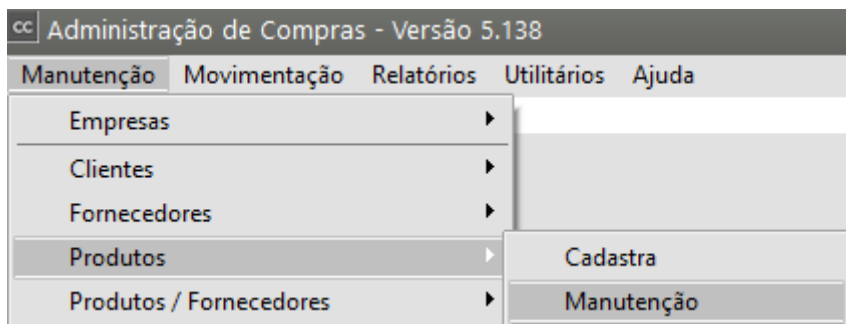 cc Administração de Compras - Versão 5.138
Manutenção Movimentação Relatórios Utilitários Ajuda
Empresas
Clientes
Fornecedores
Produtos
Cadastra
Produtos / Fornecedores
Manutenção